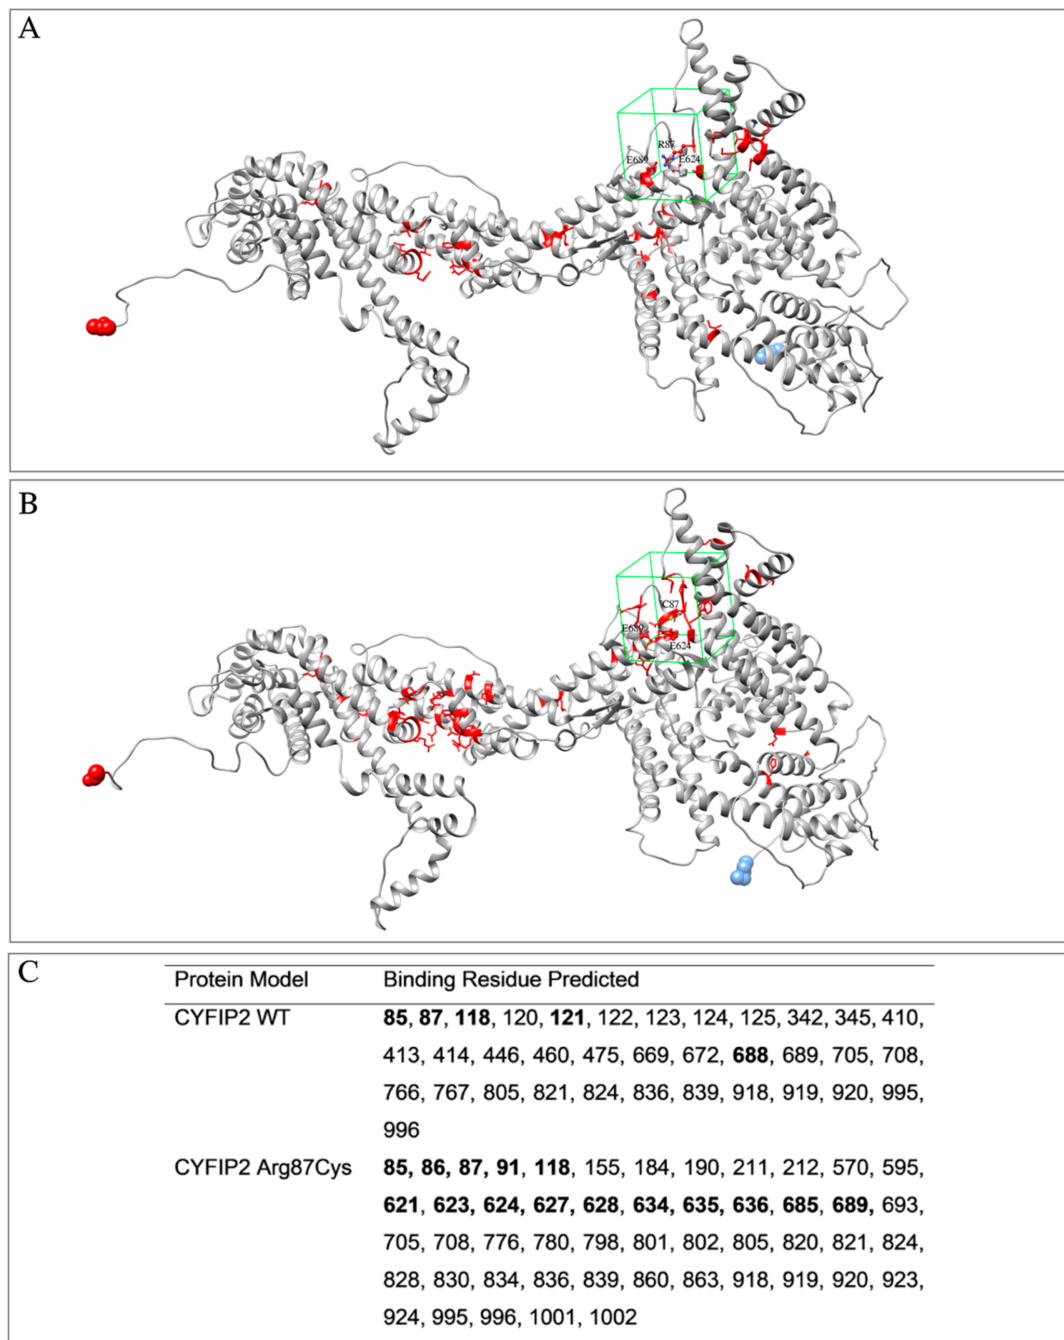 A
R87
E689
E624
B
C87
E689
E624
C
Protein Model Binding Residue Predicted
CYFIP2 WT 85, 87, 118, 120, 121, 122, 123, 124, 125, 342, 345, 410,
413, 414, 446, 460, 475, 669, 672, 688, 689, 705, 708,
766, 767, 805, 821, 824, 836, 839, 918, 919, 920, 995,
996
CYFIP2 Arg87Cys 85, 86, 87, 91, 118, 155, 184, 190, 211, 212, 570, 595,
621, 623, 624, 627, 628, 634, 635, 636, 685, 689, 693,
705, 708, 776, 780, 798, 801, 802, 805, 820, 821, 824,
828, 830, 834, 836, 839, 860, 863, 918, 919, 920, 923,
924, 995, 996, 1001, 1002